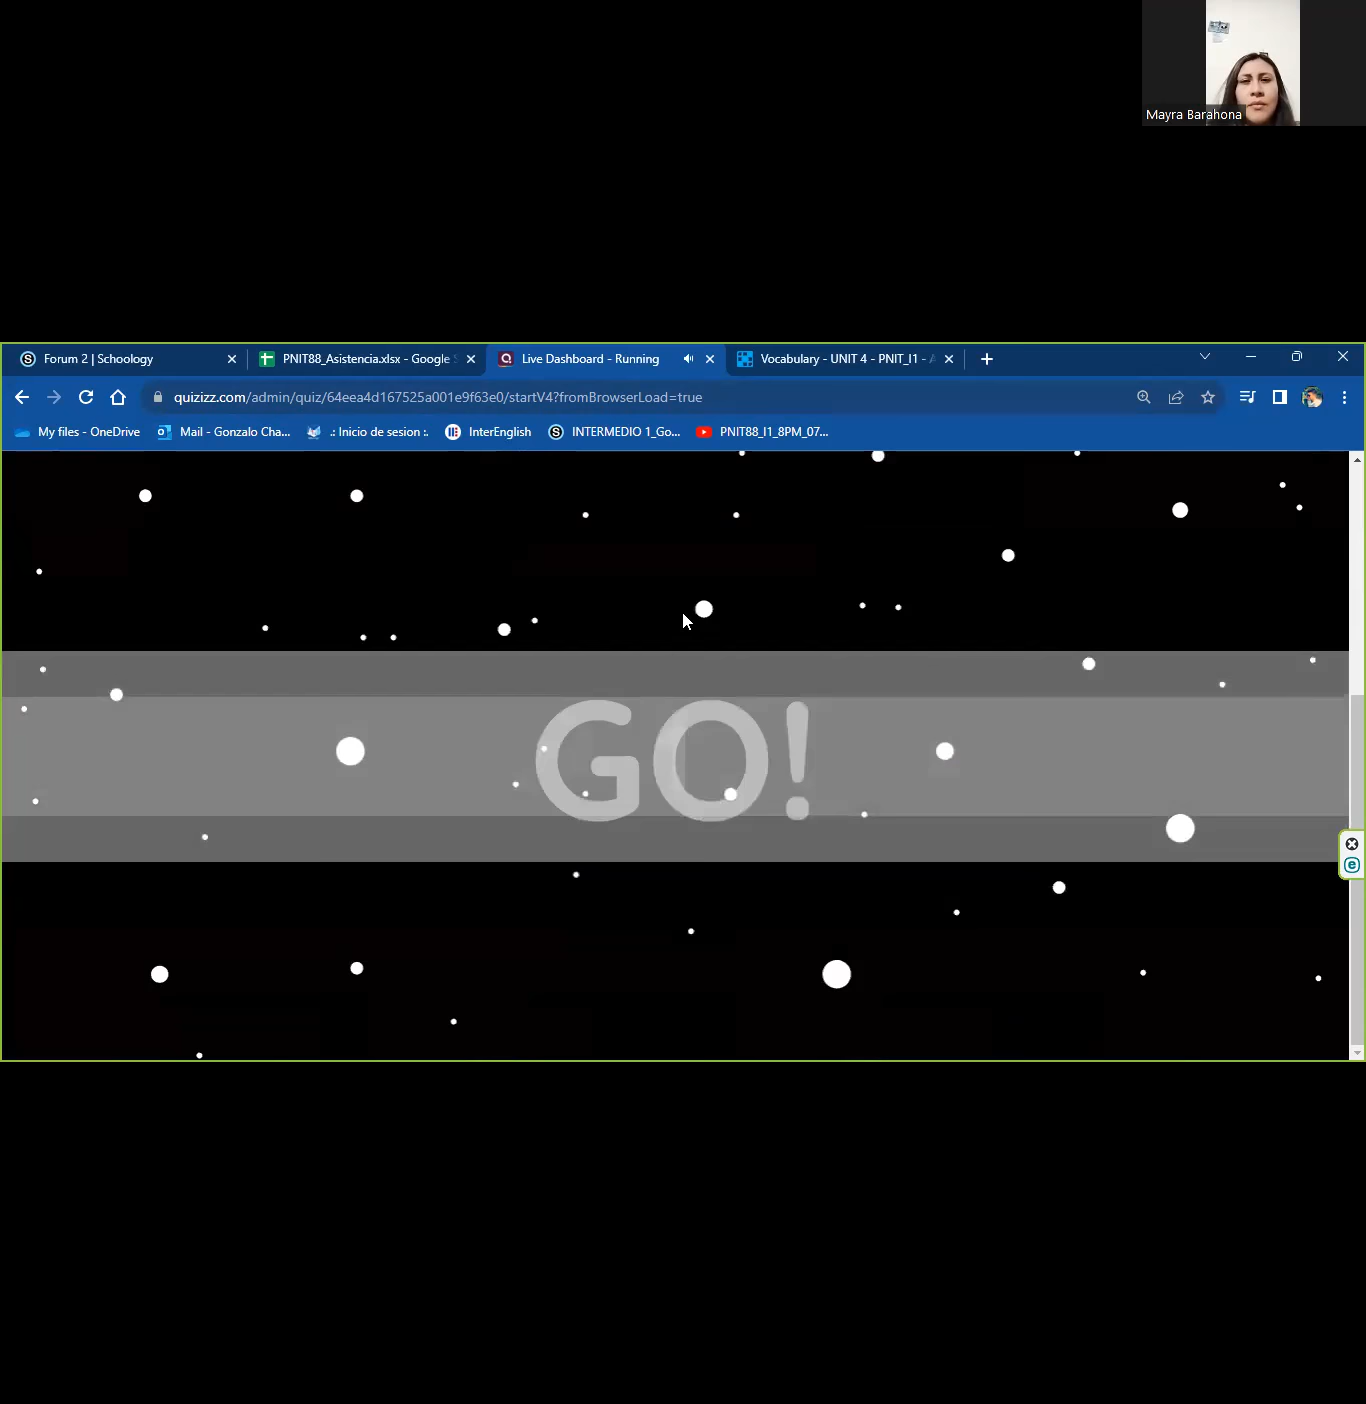 Mayra Barahona
Forum 2 | Schoology
PNIT88_Asistencia.xlsx - Google
Live Dashboard - Running
Vocabulary - UNIT 4 - PNIT_I1 -
quizizz.com/admin/quiz/64eea4d167525a001e9f63e0/startV4?fromBrowserLoad=true
My files - OneDrive
Mail - Gonzalo Cha...
.: Inicio de sesion :.
InterEnglish
INTERMEDIO 1_Go...
PNIT88_I1_8PM_07...
GO!